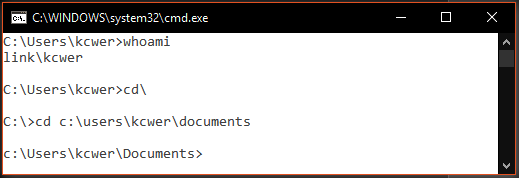 C:\WINDOWS\system32\cmd.exe
C:\Users\kcwer>whoami
link\kcwer
C:\Users\kcwer>cd\
C:\>cd c:\users\kcwer\documents
c:\Users\kcwer\Documents>